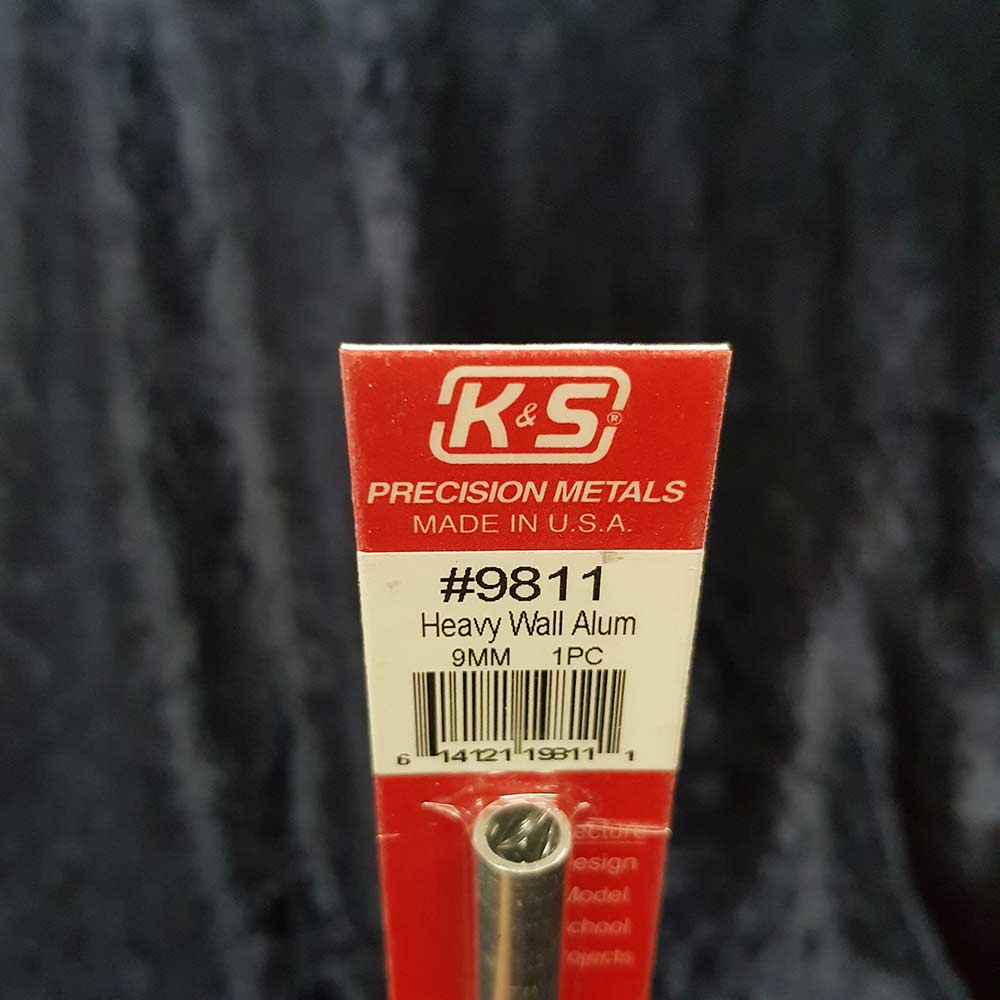 K&S®
PRECISION METALS
MADE IN U.S.A.
#9811
Heavy Wall Alum
9MM 1PC
6 14121 19811 1